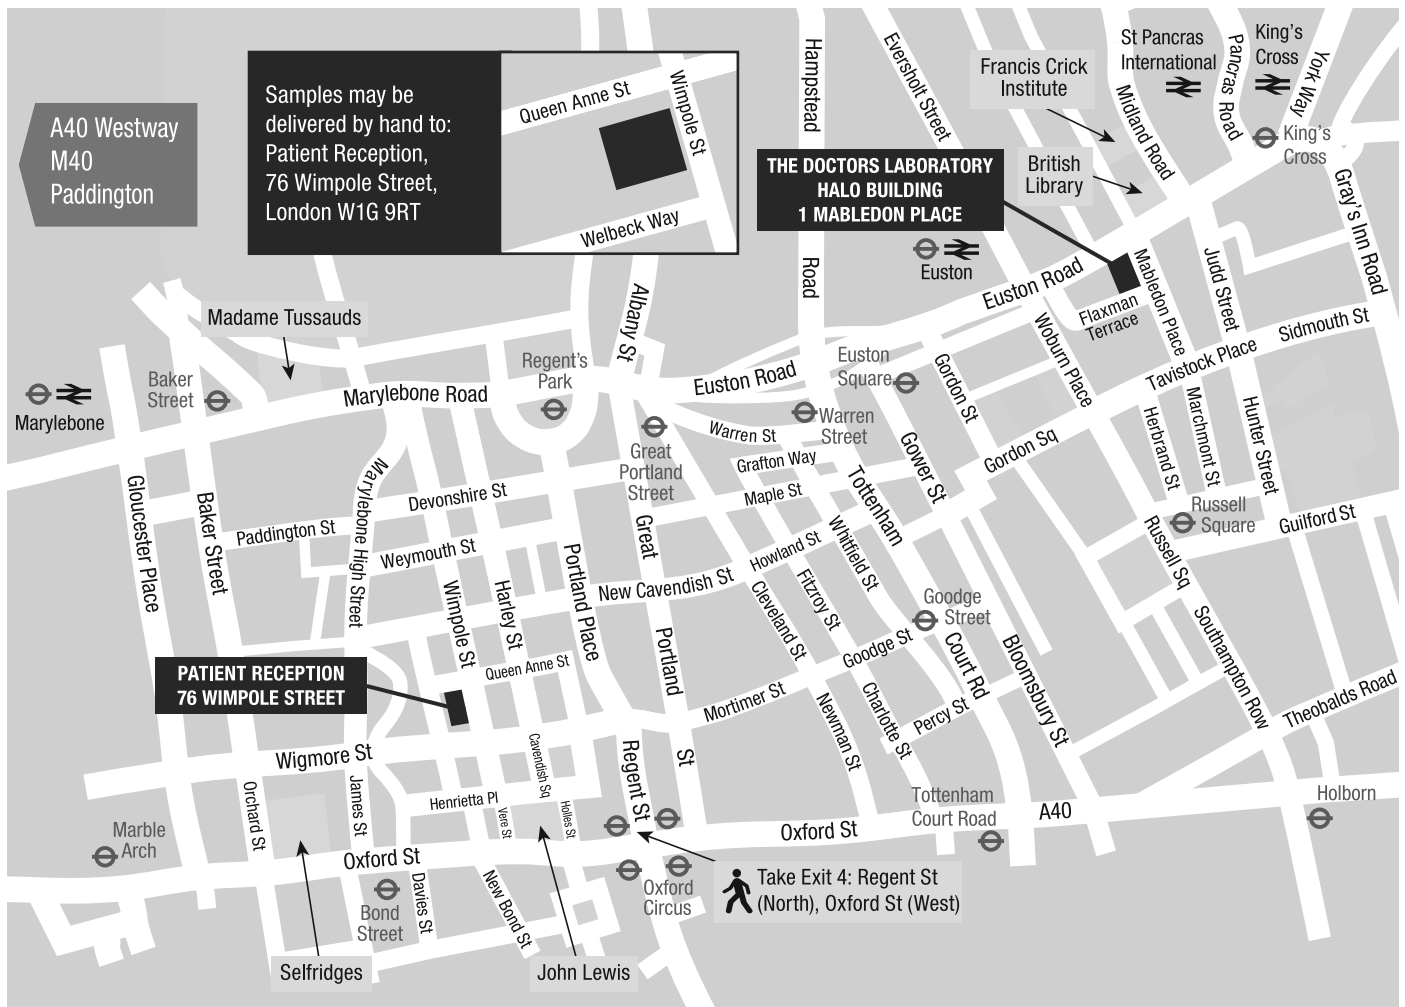 A40 Westway
M40
Paddington
Samples may be
delivered by hand to:
Patient Reception,
76 Wimpole Street,
London W1G 9RT
Queen Anne St
Wimpole St
Welbeck Way
Hampstead
Road
Eversholt Street
Francis Crick
Institute
British
Library
St Pancras
International
Midland Road
Pancras Road
King's
Cross
York Way
King's
Cross
Gray's Inn Road
THE DOCTORS LABORATORY
HALO BUILDING
1 MABLEDON PLACE
Euston
Euston Road
Mabledon Place
Flaxman
Terrace
Judd Street
Sidmouth St
Tavistock Place
Woburn Place
Madame Tussauds
Albany St
Regent's
Park
Euston Road
Euston
Square
Gordon St
Marylebone
Baker
Street
Marylebone Road
Warren St
Warren
Street
Great
Portland
Street
Grafton Way
Maple St
Tottenham
Gower St
Gordon Sq
Herbrand St
Marchmont St
Hunter Street
Russell
Square
Guilford St
Russell Sq
Gloucester Place
Baker Street
Paddington St
Marylebone High Street
Devonshire St
Weymouth St
Wimpole St
Harley St
Portland Place
Great
New Cavendish St
Howland St
Whitfield St
Cleveland St
Fitzroy St
Goodge
Street
Goodge St
Court Rd
Bloomsbury St
Southampton Row
Theobalds Road
PATIENT RECEPTION
76 WIMPOLE STREET
Queen Anne St
Portland
Mortimer St
Newman St
Charlotte St
Percy St
Wigmore St
Cavendish Sq
Regent St
St
Orchard St
James St
Henrietta Pl
Vere St
Holles St
Marble
Arch
Oxford St
Oxford St
Tottenham
Court Road
A40
Holborn
Bond
Street
Davies St
New Bond St
Oxford
Circus
Take Exit 4: Regent St
(North), Oxford St (West)
Selfridges
John Lewis